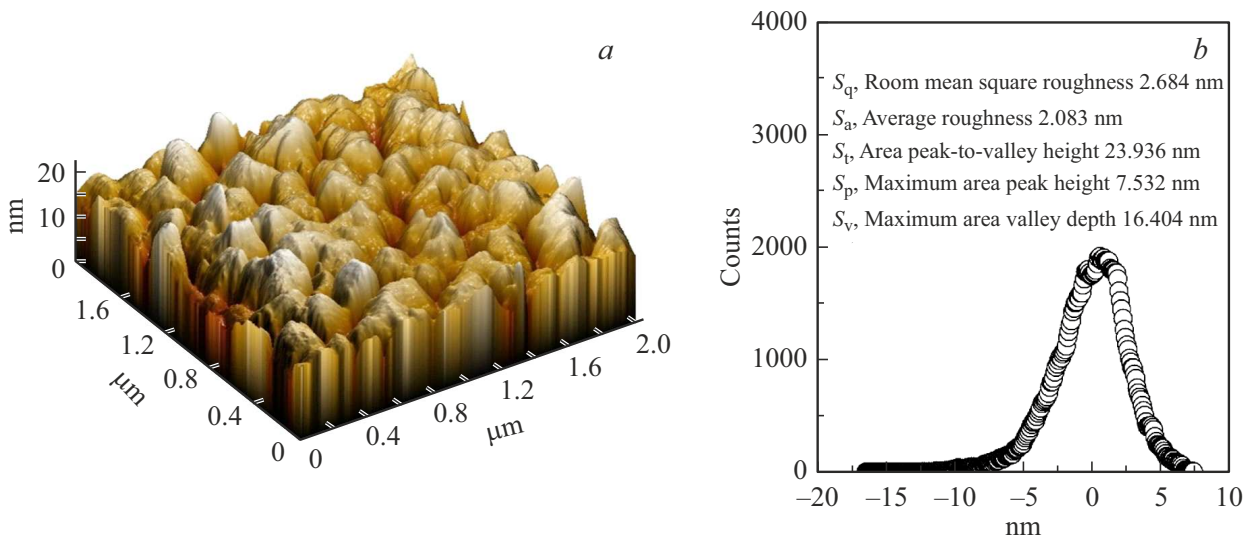 a
20
10
nm
0
1.6
1.2
0.8
0.4
0
μm
0
0.4
0.8
1.2
1.6
2.0
μm
b
4000
3000
2000
1000
0
Counts
S_q, Room mean square roughness 2.684 nm
S_a, Average roughness 2.083 nm
S_t, Area peak-to-valley height 23.936 nm
S_p, Maximum area peak height 7.532 nm
S_v, Maximum area valley depth 16.404 nm
–20 –15 –10 –5 0 5 10
nm